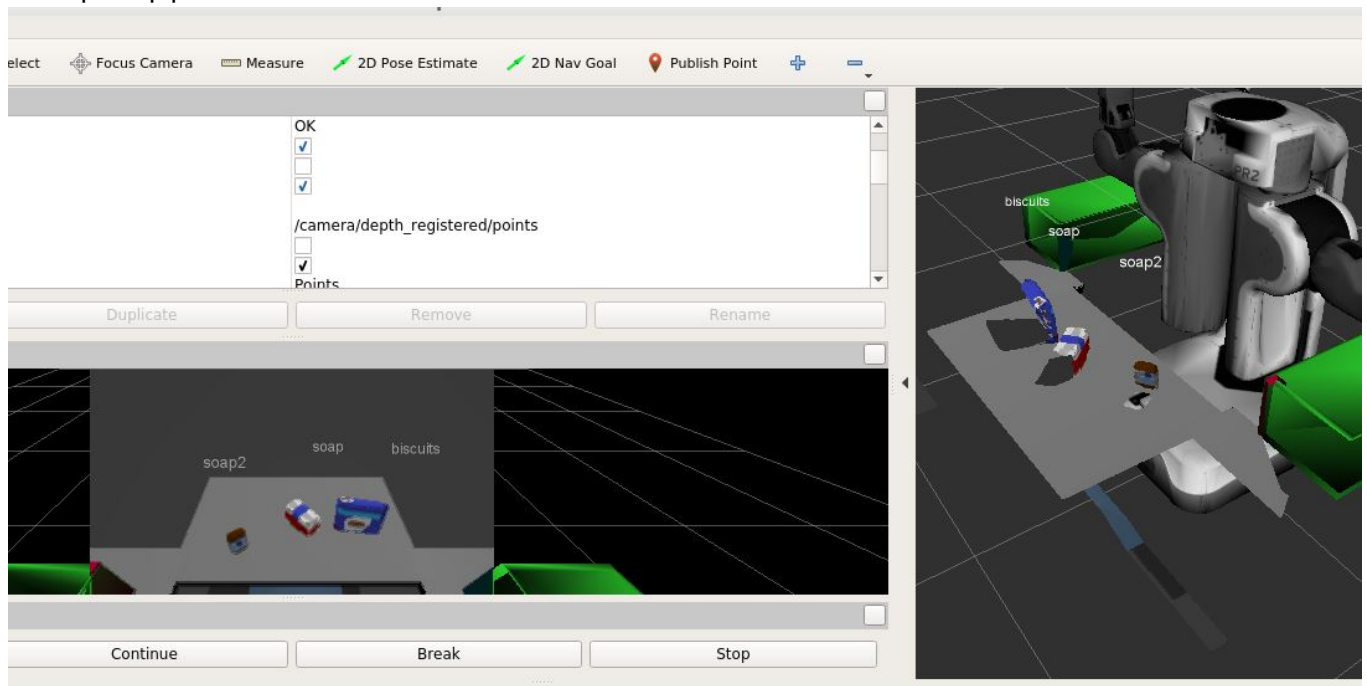 elect Focus Camera Measure 2D Pose Estimate 2D Nav Goal Publish Point
OK
/camera/depth_registered/points
Points
Duplicate Remove Rename
soap2 soap biscuits
Continue Break Stop
biscuits
soap
soap2
PR2